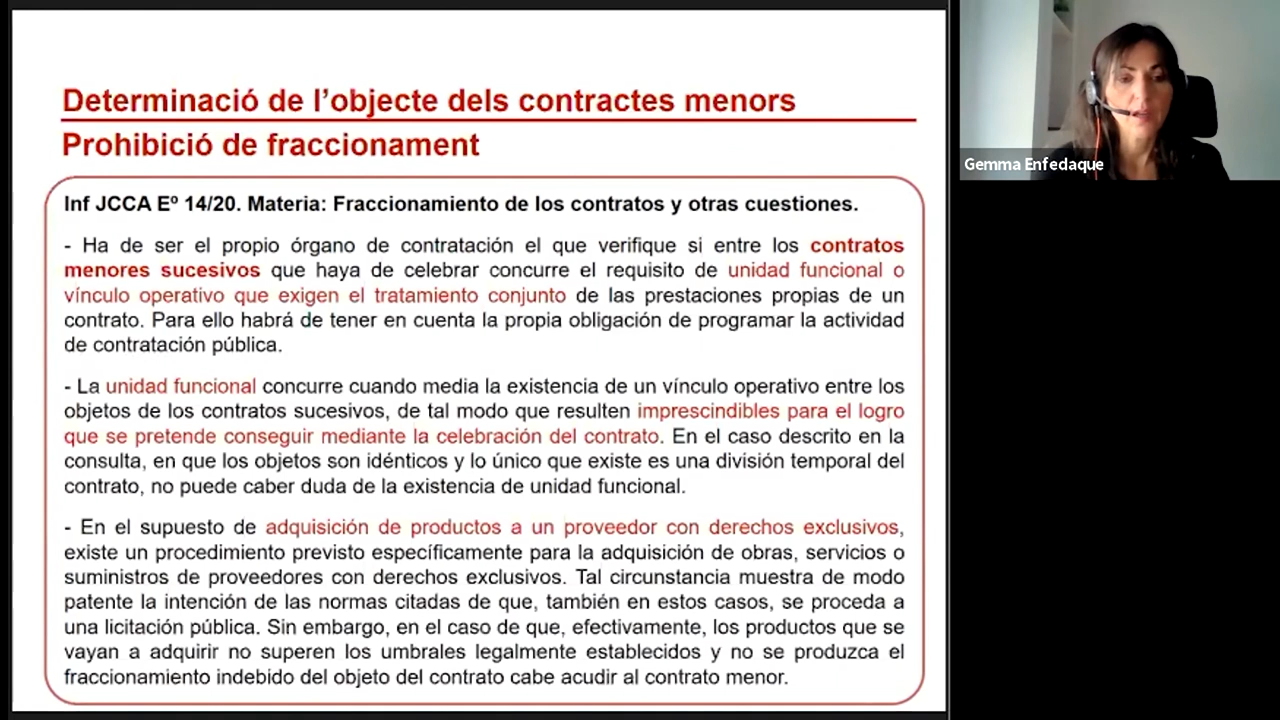 Determinació de l’objecte dels contractes menors
Prohibició de fraccionament
Inf JCCA Eº 14/20. Materia: Fraccionamiento de los contratos y otras cuestiones.
- Ha de ser el propio órgano de contratación el que verifique si entre los contratos
menores sucesivos que haya de celebrar concurre el requisito de unidad funcional o
vínculo operativo que exigen el tratamiento conjunto de las prestaciones propias de un
contrato. Para ello habrá de tener en cuenta la propia obligación de programar la actividad
de contratación pública.
- La unidad funcional concurre cuando media la existencia de un vínculo operativo entre los
objetos de los contratos sucesivos, de tal modo que resulten imprescindibles para el logro
que se pretende conseguir mediante la celebración del contrato. En el caso descrito en la
consulta, en que los objetos son idénticos y lo único que existe es una división temporal del
contrato, no puede caber duda de la existencia de unidad funcional.
- En el supuesto de adquisición de productos a un proveedor con derechos exclusivos,
existe un procedimiento previsto específicamente para la adquisición de obras, servicios o
suministros de proveedores con derechos exclusivos. Tal circunstancia muestra de modo
patente la intención de las normas citadas de que, también en estos casos, se proceda a
una licitación pública. Sin embargo, en el caso de que, efectivamente, los productos que se
vayan a adquirir no superen los umbrales legalmente establecidos y no se produzca el
fraccionamiento indebido del objeto del contrato cabe acudir al contrato menor.
Gemma Enfedaque